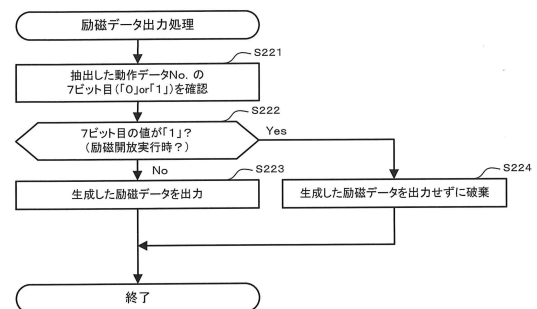 励磁データ出力処理
S221
抽出した動作データNo. の
7ビット目(「0」or「1」)を確認
S222
7ビット目の値が「1」?
(励磁開放実行時?)
Yes
No
S223
生成した励磁データを出力
S224
生成した励磁データを出力せずに破棄
終了